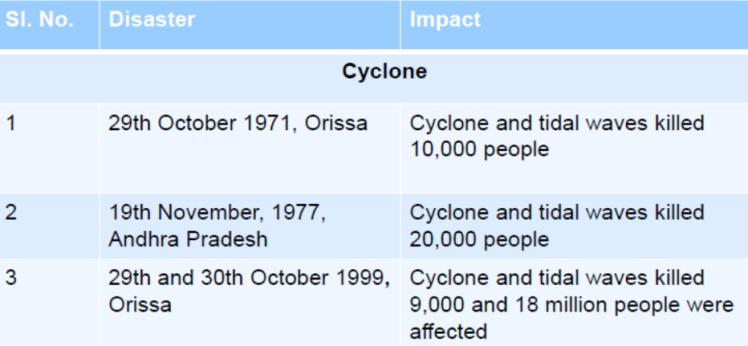 Sl. No. Disaster Impact
Cyclone
1 29th October 1971, Orissa Cyclone and tidal waves killed
10,000 people
2 19th November, 1977, Cyclone and tidal waves killed
Andhra Pradesh 20,000 people
3 29th and 30th October 1999, Cyclone and tidal waves killed
Orissa 9,000 and 18 million people were
affected